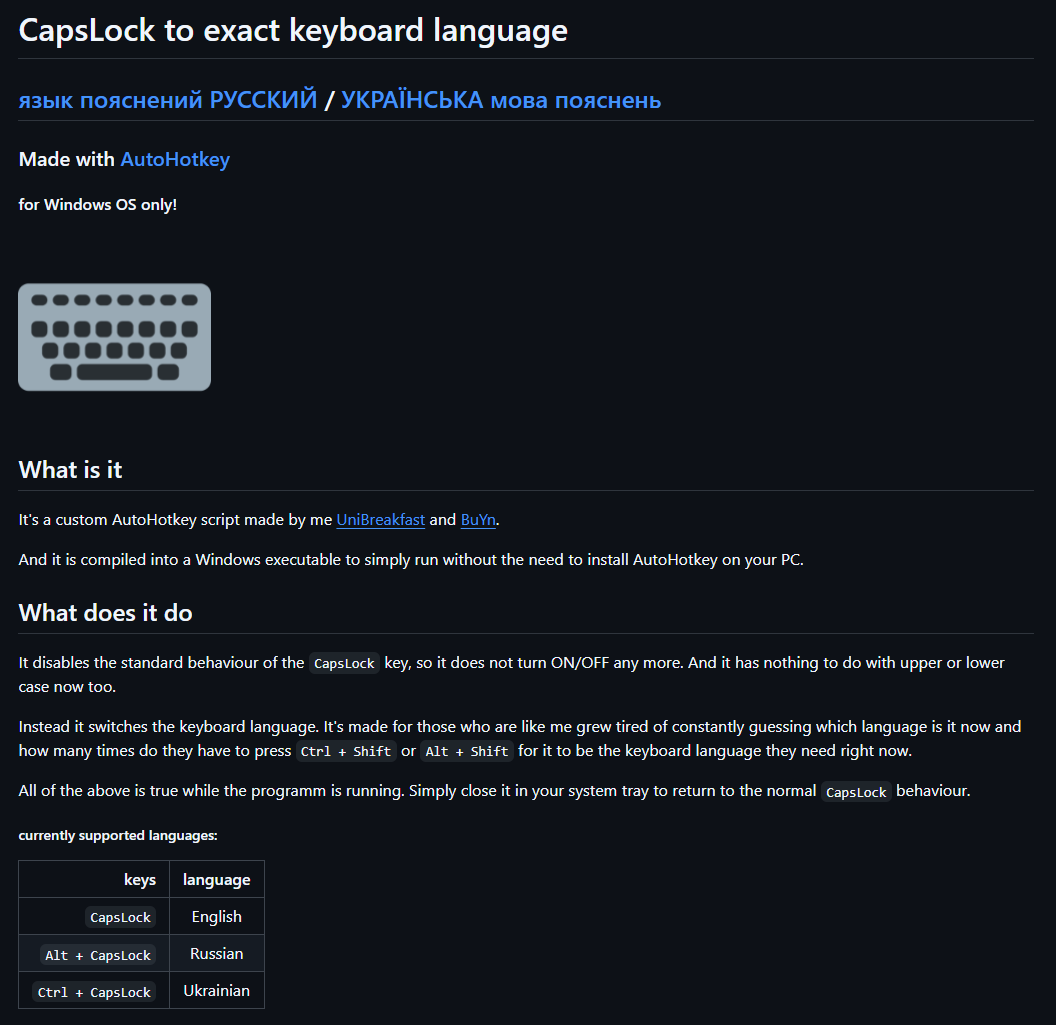 CapsLock to exact keyboard language
язык пояснений РУССКИЙ / УКРАЇНСЬКА мова пояснень
Made with AutoHotkey
for Windows OS only!
What is it
It's a custom AutoHotkey script made by me UniBreakfast and BuYn.
And it is compiled into a Windows executable to simply run without the need to install AutoHotkey on your PC.
What does it do
It disables the standard behaviour of the CapsLock key, so it does not turn ON/OFF any more. And it has nothing to do with upper or lower
case now too.
Instead it switches the keyboard language. It's made for those who are like me grew tired of constantly guessing which language is it now and
how many times do they have to press Ctrl + Shift or Alt + Shift for it to be the keyboard language they need right now.
All of the above is true while the programm is running. Simply close it in your system tray to return to the normal CapsLock behaviour.
currently supported languages:
keys language
CapsLock English
Alt + CapsLock Russian
Ctrl + CapsLock Ukrainian